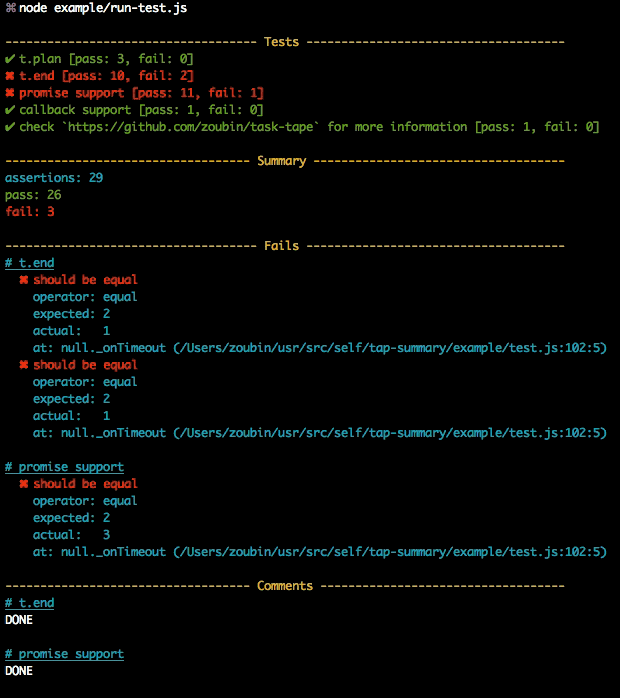 ⌘ node example/run-test.js
----------------------------------- Tests -------------------------------------
✔ t.plan [pass: 3, fail: 0]
✖ t.end [pass: 10, fail: 2]
✖ promise support [pass: 11, fail: 1]
✔ callback support [pass: 1, fail: 0]
✔ check `https://github.com/zoubin/task-tape` for more information [pass: 1, fail: 0]
----------------------------------- Summary ------------------------------------
assertions: 29
pass: 26
fail: 3
------------------------------------ Fails -------------------------------------
# t.end
✖ should be equal
operator: equal
expected: 2
actual:   1
at: null._onTimeout (/Users/zoubin/usr/src/self/tap-summary/example/test.js:102:5)
✖ should be equal
operator: equal
expected: 2
actual:   1
at: null._onTimeout (/Users/zoubin/usr/src/self/tap-summary/example/test.js:102:5)
# promise support
✖ should be equal
operator: equal
expected: 2
actual:   3
at: null._onTimeout (/Users/zoubin/usr/src/self/tap-summary/example/test.js:102:5)
----------------------------------- Comments -----------------------------------
# t.end
DONE
# promise support
DONE